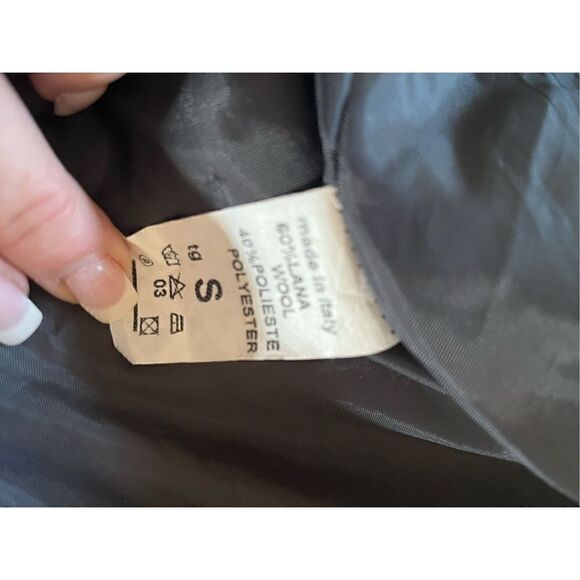 made in italy
60%LANA
WOOL
40%POLIESTE
POLYESTER
tg
S
03